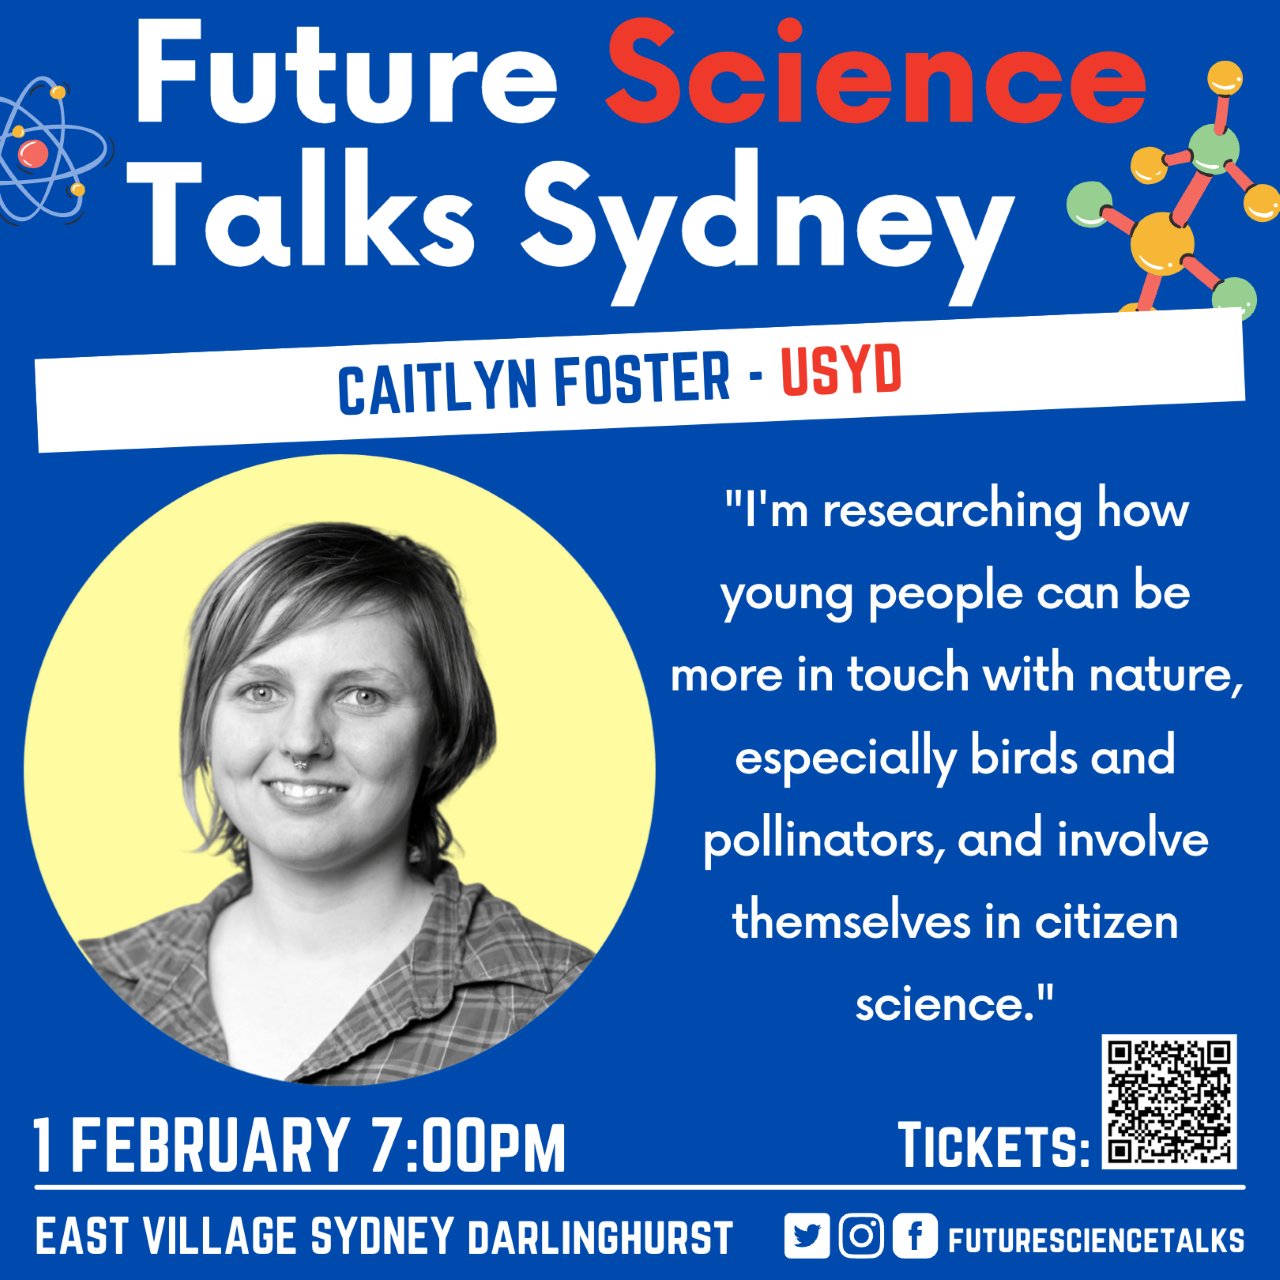 Future Science
Talks Sydney
CAITLYN FOSTER - USYD
"I'm researching how
young people can be
more in touch with nature,
especially birds and
pollinators, and involve
themselves in citizen
science."
1 FEBRUARY 7:00PM
TICKETS:
EAST VILLAGE SYDNEY DARLINGHURST
FUTURESCIENCETALKS